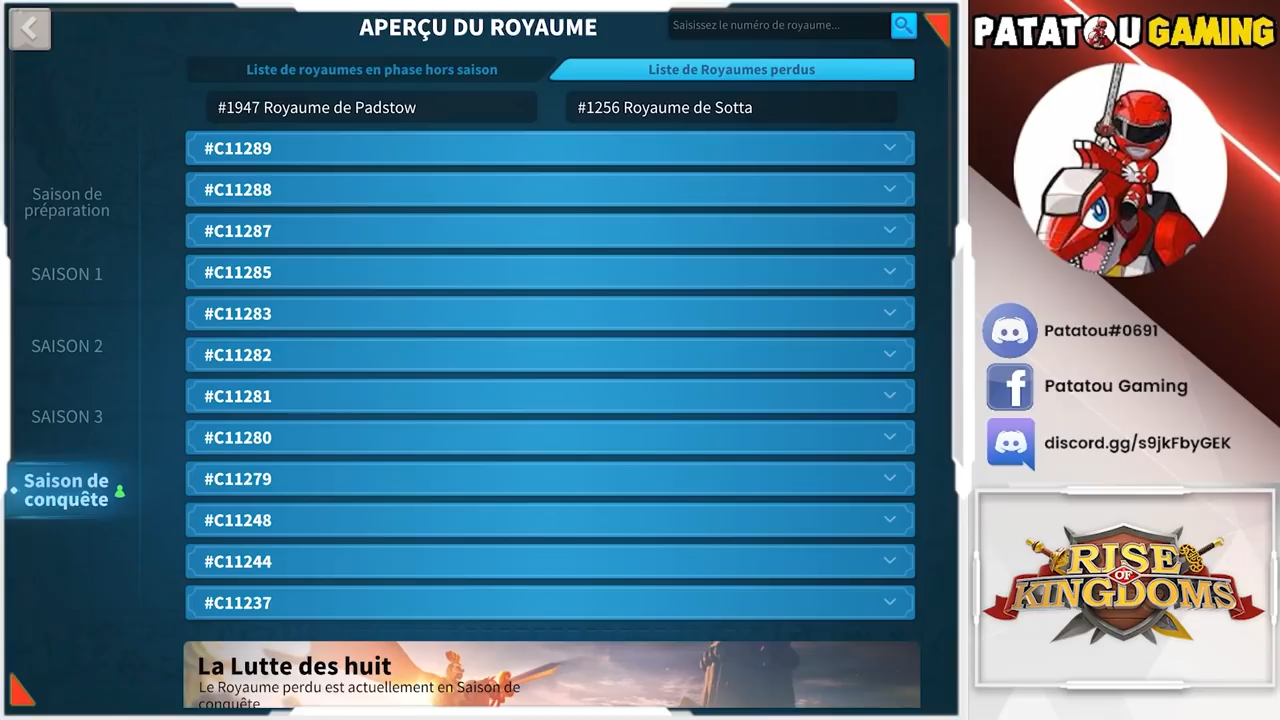 APERÇU DU ROYAUME
Saisissez le numéro de royaume...
Liste de royaumes en phase hors saison
Liste de Royaumes perdus
#1947 Royaume de Padstow
#1256 Royaume de Sotta
#C11289
#C11288
#C11287
#C11285
#C11283
#C11282
#C11281
#C11280
#C11279
#C11248
#C11244
#C11237
Saison de
préparation
SAISON 1
SAISON 2
SAISON 3
Saison de
conquête
La Lutte des huit
Le Royaume perdu est actuellement en Saison de
conquête
PATATOU GAMING
Patatou#0691
Patatou Gaming
discord.gg/s9jkFbyGEK
RISE
OF
KINGDOMS